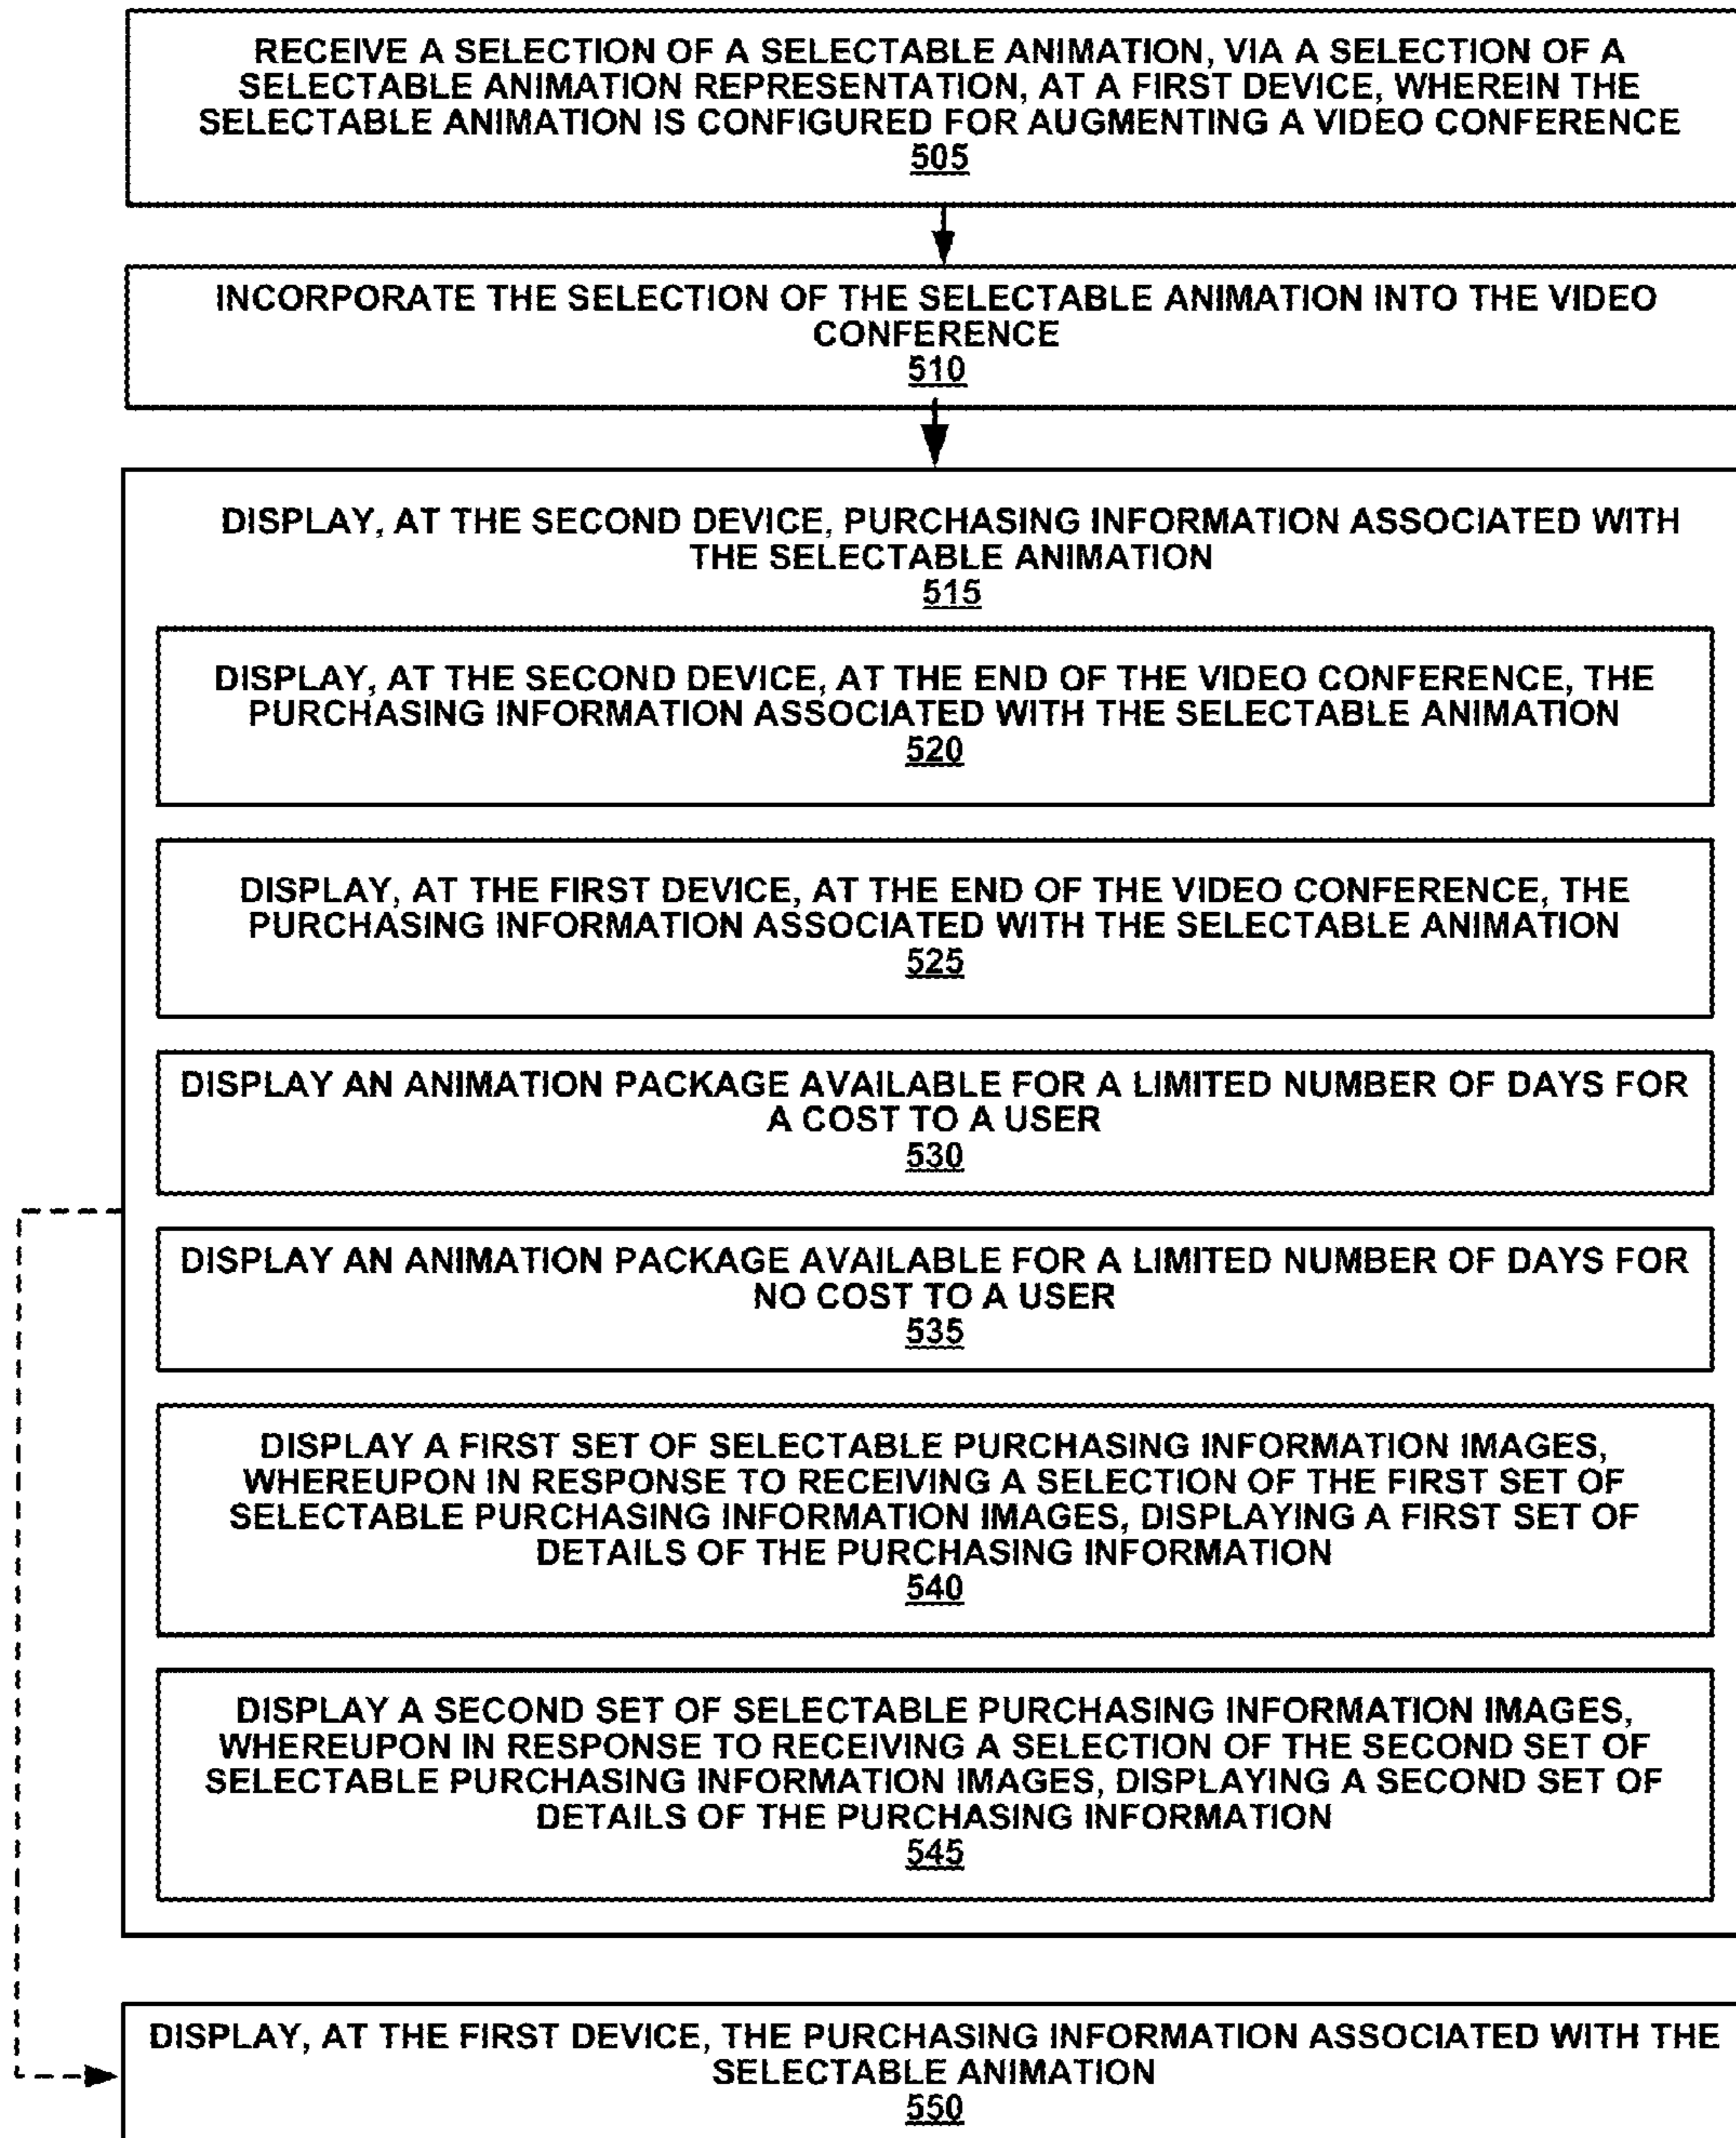 RECEIVE A SELECTION OF A SELECTABLE ANIMATION, VIA A SELECTION OF A
SELECTABLE ANIMATION REPRESENTATION, AT A FIRST DEVICE, WHEREIN THE
SELECTABLE ANIMATION IS CONFIGURED FOR AUGMENTING A VIDEO CONFERENCE
505
INCORPORATE THE SELECTION OF THE SELECTABLE ANIMATION INTO THE VIDEO
CONFERENCE
510
DISPLAY, AT THE SECOND DEVICE, PURCHASING INFORMATION ASSOCIATED WITH
THE SELECTABLE ANIMATION
515
DISPLAY, AT THE SECOND DEVICE, AT THE END OF THE VIDEO CONFERENCE, THE
PURCHASING INFORMATION ASSOCIATED WITH THE SELECTABLE ANIMATION
520
DISPLAY, AT THE FIRST DEVICE, AT THE END OF THE VIDEO CONFERENCE, THE
PURCHASING INFORMATION ASSOCIATED WITH THE SELECTABLE ANIMATION
525
DISPLAY AN ANIMATION PACKAGE AVAILABLE FOR A LIMITED NUMBER OF DAYS FOR
A COST TO A USER
530
DISPLAY AN ANIMATION PACKAGE AVAILABLE FOR A LIMITED NUMBER OF DAYS FOR
NO COST TO A USER
535
DISPLAY A FIRST SET OF SELECTABLE PURCHASING INFORMATION IMAGES,
WHEREUPON IN RESPONSE TO RECEIVING A SELECTION OF THE FIRST SET OF
SELECTABLE PURCHASING INFORMATION IMAGES, DISPLAYING A FIRST SET OF
DETAILS OF THE PURCHASING INFORMATION
540
DISPLAY A SECOND SET OF SELECTABLE PURCHASING INFORMATION IMAGES,
WHEREUPON IN RESPONSE TO RECEIVING A SELECTION OF THE SECOND SET OF
SELECTABLE PURCHASING INFORMATION IMAGES, DISPLAYING A SECOND SET OF
DETAILS OF THE PURCHASING INFORMATION
545
DISPLAY, AT THE FIRST DEVICE, THE PURCHASING INFORMATION ASSOCIATED WITH THE
SELECTABLE ANIMATION
550